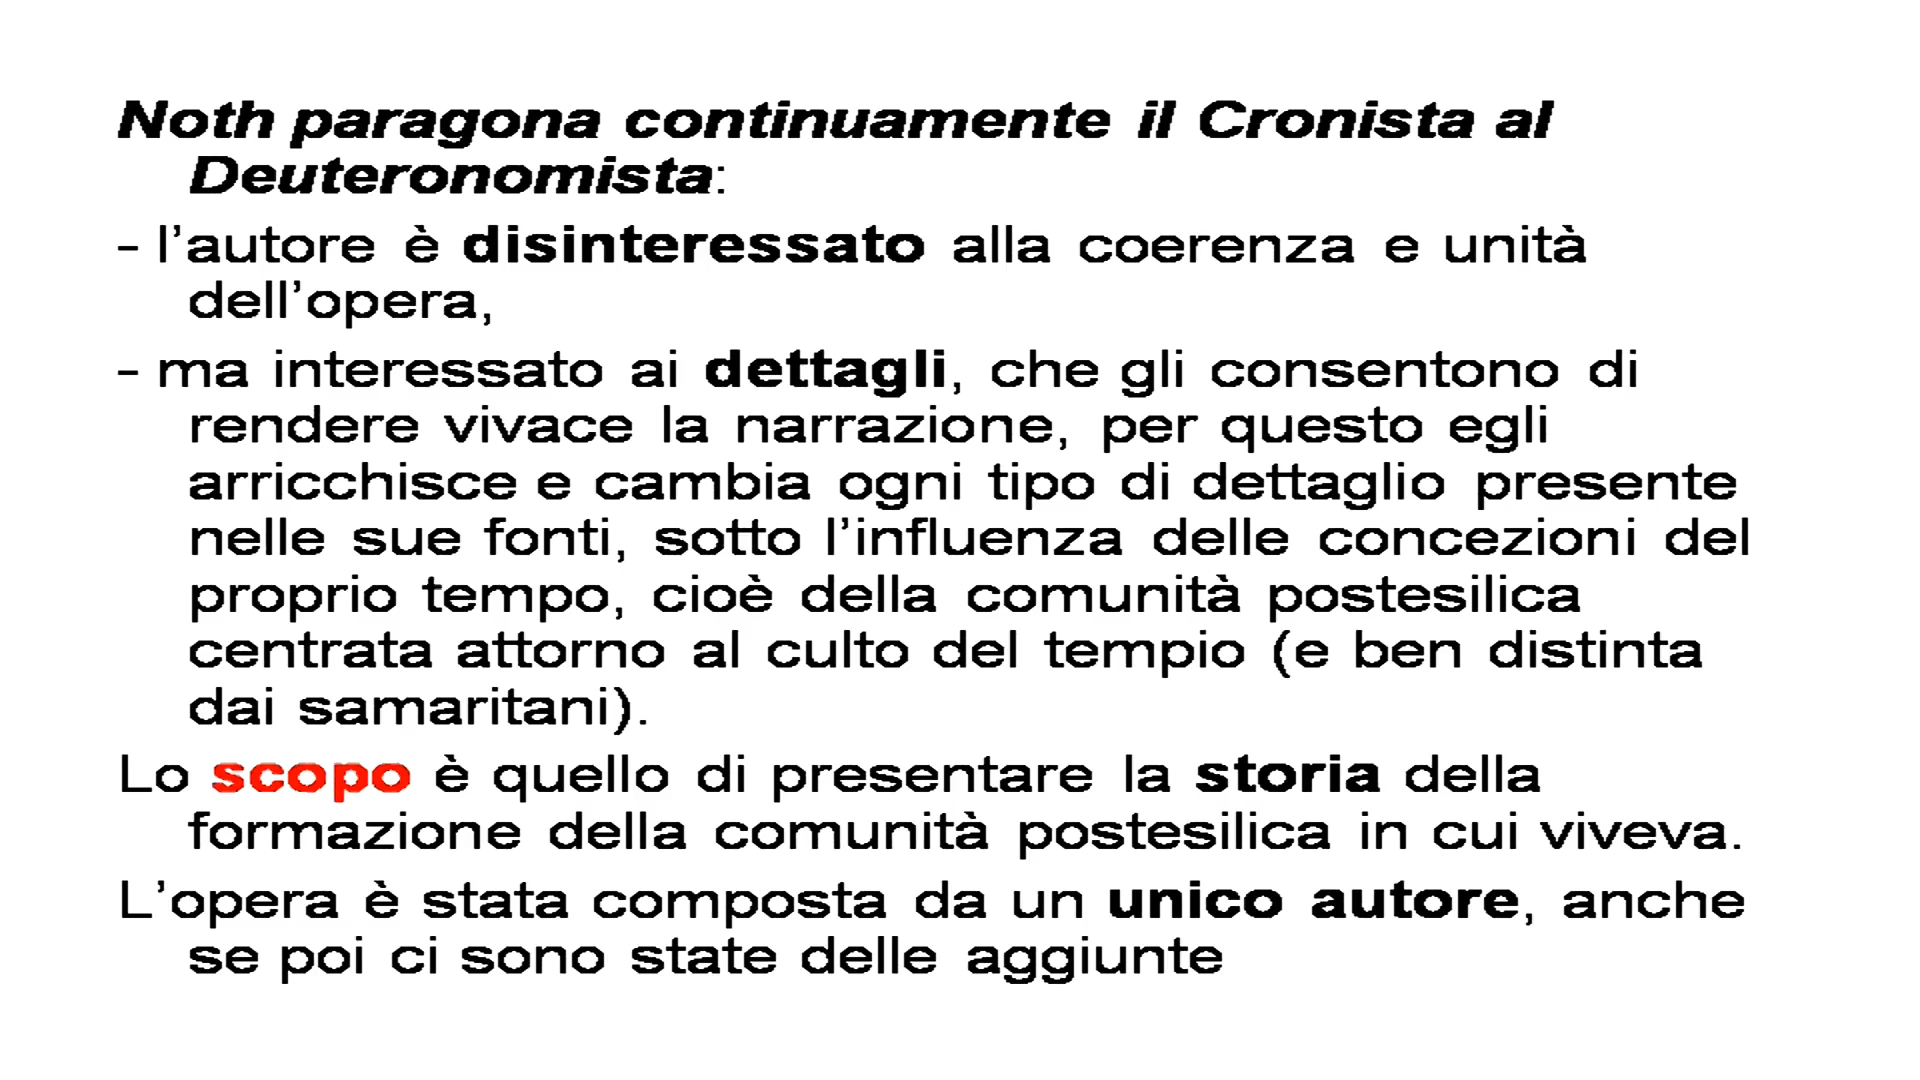 Noth paragona continuamente il Cronista al
Deuteronomista:
- l’autore è disinteressato alla coerenza e unità
dell’opera,
- ma interessato ai dettagli, che gli consentono di
rendere vivace la narrazione, per questo egli
arricchisce e cambia ogni tipo di dettaglio presente
nelle sue fonti, sotto l’influenza delle concezioni del
proprio tempo, cioè della comunità postesilica
centrata attorno al culto del tempio (e ben distinta
dai samaritani).
Lo scopo è quello di presentare la storia della
formazione della comunità postesilica in cui viveva.
L’opera è stata composta da un unico autore, anche
se poi ci sono state delle aggiunte